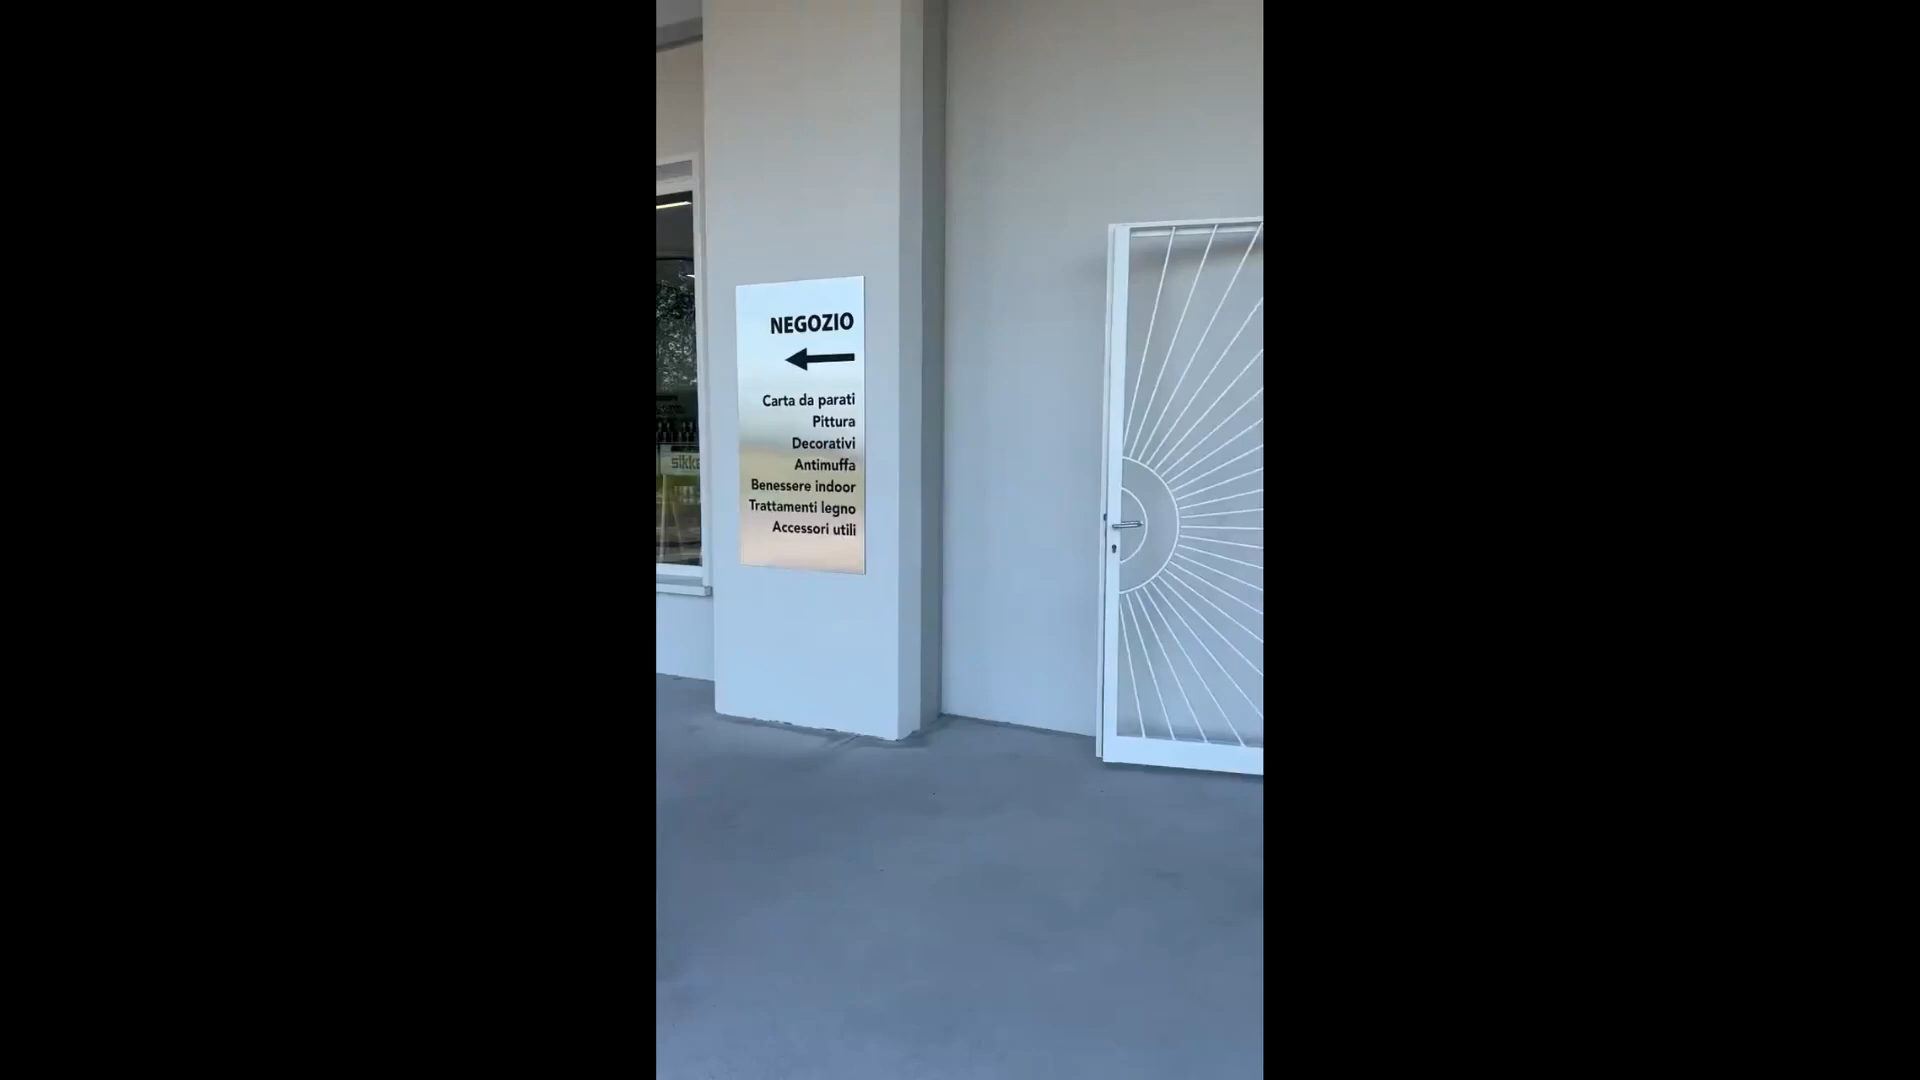 NEGOZIO
Carta da parati
Pittura
Decorativi
Antimuffa
Benessere indoor
Trattamenti legno
Accessori utili